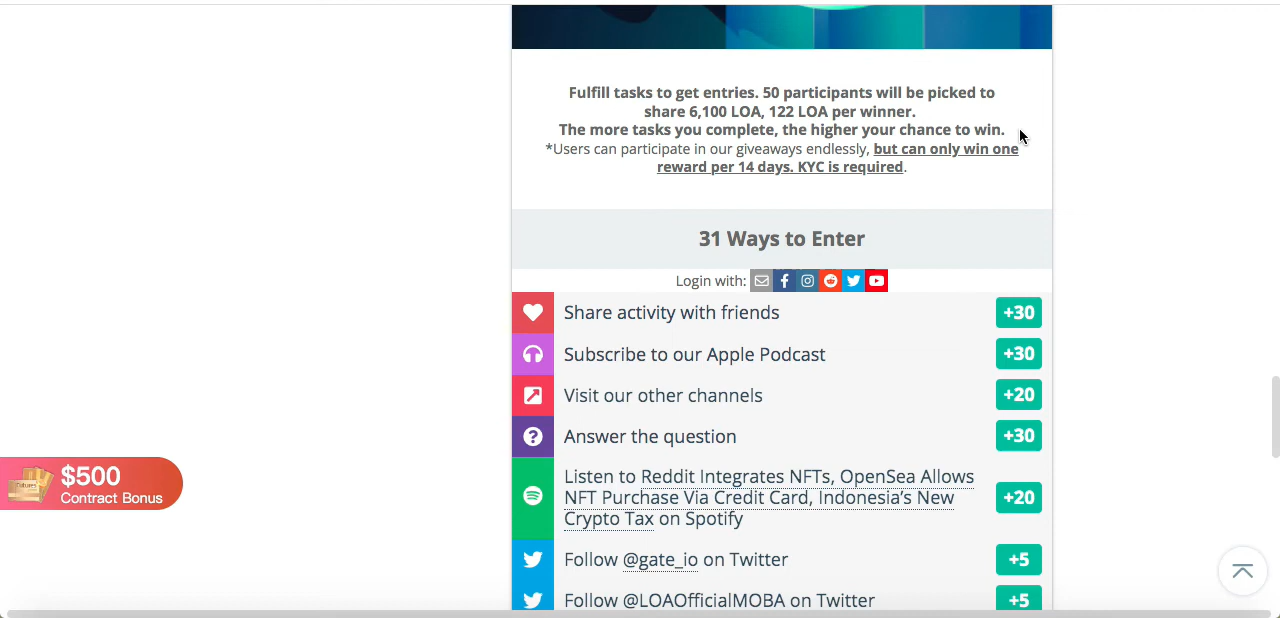 Fulfill tasks to get entries. 50 participants will be picked to
share 6,100 LOA, 122 LOA per winner.
The more tasks you complete, the higher your chance to win.
*Users can participate in our giveaways endlessly, but can only win one
reward per 14 days. KYC is required.
31 Ways to Enter
Login with:
Share activity with friends +30
Subscribe to our Apple Podcast +30
Visit our other channels +20
Answer the question +30
Listen to Reddit Integrates NFTs, OpenSea Allows
NFT Purchase Via Credit Card, Indonesia's New +20
Crypto Tax on Spotify
Follow @gate_io on Twitter +5
Follow @LOAOfficialMOBA on Twitter +5
$500
Contract Bonus